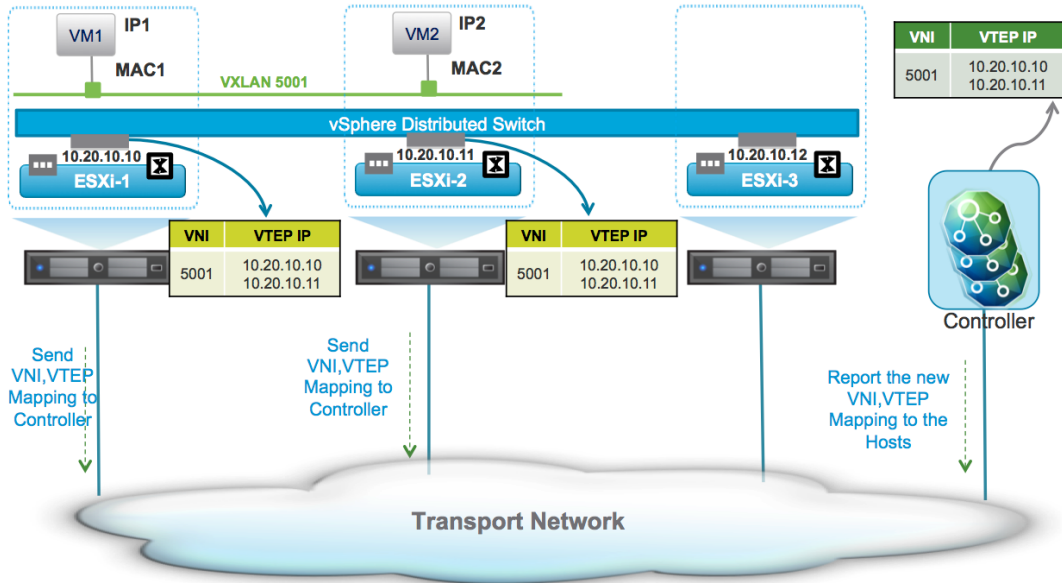 VM1
IP1
MAC1
VM2
IP2
MAC2
VXLAN 5001
vSphere Distributed Switch
10.20.10.10
ESXi-1
10.20.10.11
ESXi-2
10.20.10.12
ESXi-3
VNI VTEP IP
5001 10.20.10.10
10.20.10.11
VNI VTEP IP
5001 10.20.10.10
10.20.10.11
VNI VTEP IP
5001 10.20.10.10
10.20.10.11
Controller
Send
VNI,VTEP
Mapping to
Controller
Send
VNI,VTEP
Mapping to
Controller
Report the new
VNI,VTEP
Mapping to the
Hosts
Transport Network